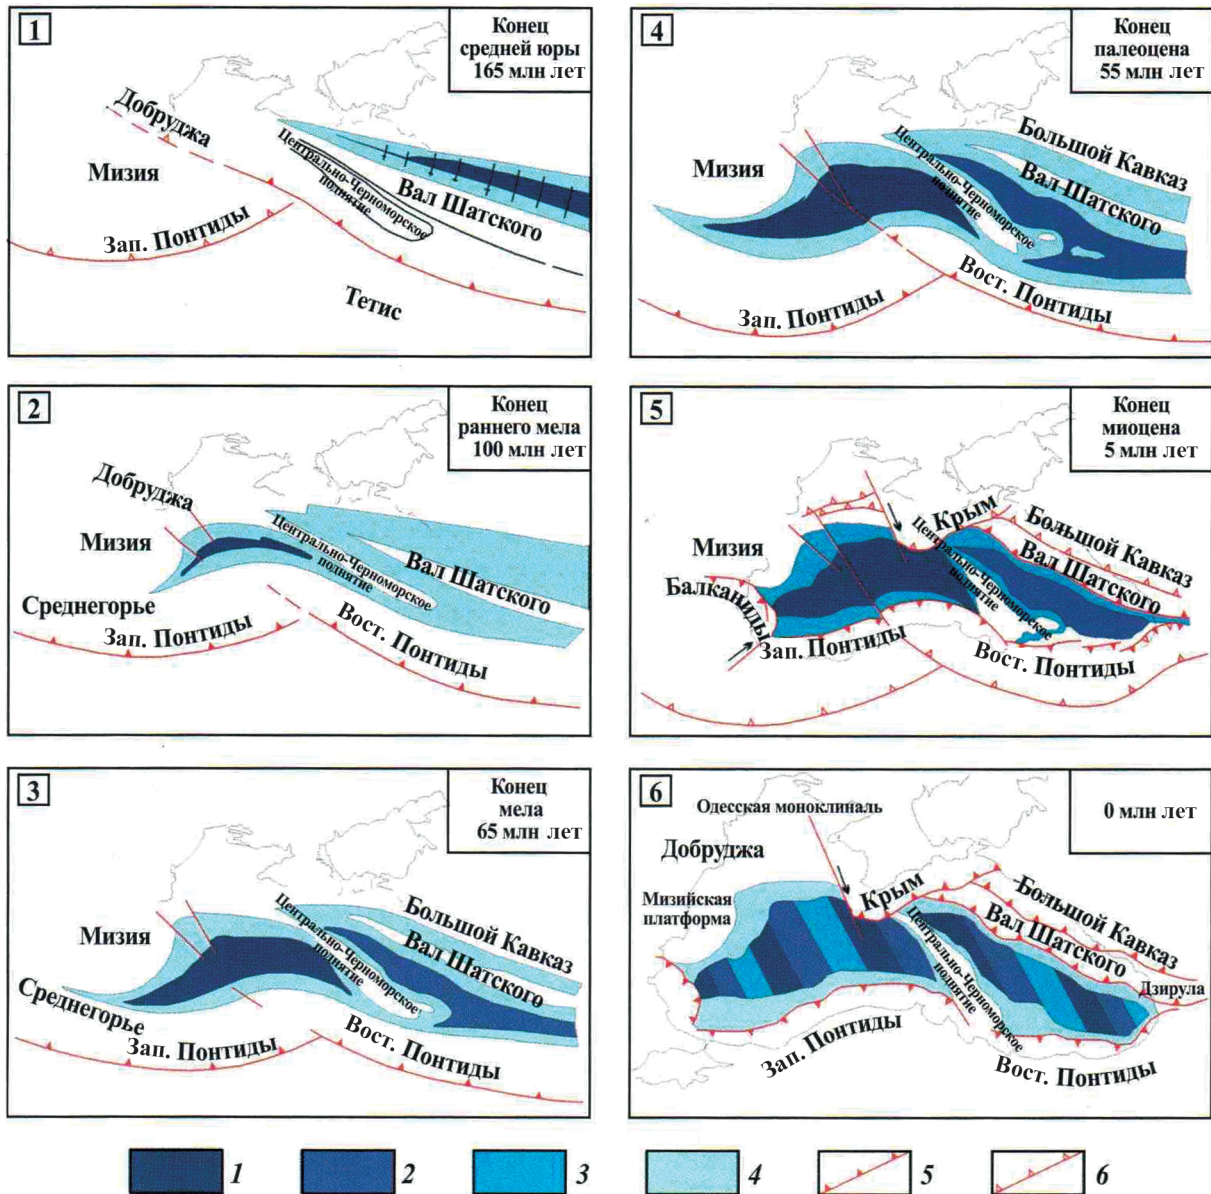 1
Конец
средней юры
165 млн лет
Добруджа
Мизия
Зап. Понтиды
Центрально-Черноморское
поднятие
Вал Шатского
Тетис
2
Конец
раннего мела
100 млн лет
Добруджа
Мизия
Среднегорье
Зап. Понтиды
Центрально-Черноморское
поднятие
Вал Шатского
Вост. Понтиды
3
Конец
мела
65 млн лет
Мизия
Среднегорье
Зап. Понтиды
Центрально-Черноморское
поднятие
Большой Кавказ
Вал Шатского
Вост. Понтиды
4
Конец
палеоцена
55 млн лет
Мизия
Центрально-Черноморское
поднятие
Большой Кавказ
Вал Шатского
Зап. Понтиды
Вост. Понтиды
5
Конец
миоцена
5 млн лет
Мизия
Балканиды
Крым
Центрально-Черноморское
поднятие
Большой Кавказ
Вал Шатского
Зап. Понтиды
Вост. Понтиды
6
0 млн лет
Одесская моноклиналь
Добруджа
Мизийская
платформа
Крым
Центрально-Черноморское
поднятие
Большой Кавказ
Вал Шатского
Дзирула
Зап. Понтиды
Вост. Понтиды
1 2 3 4 5 6